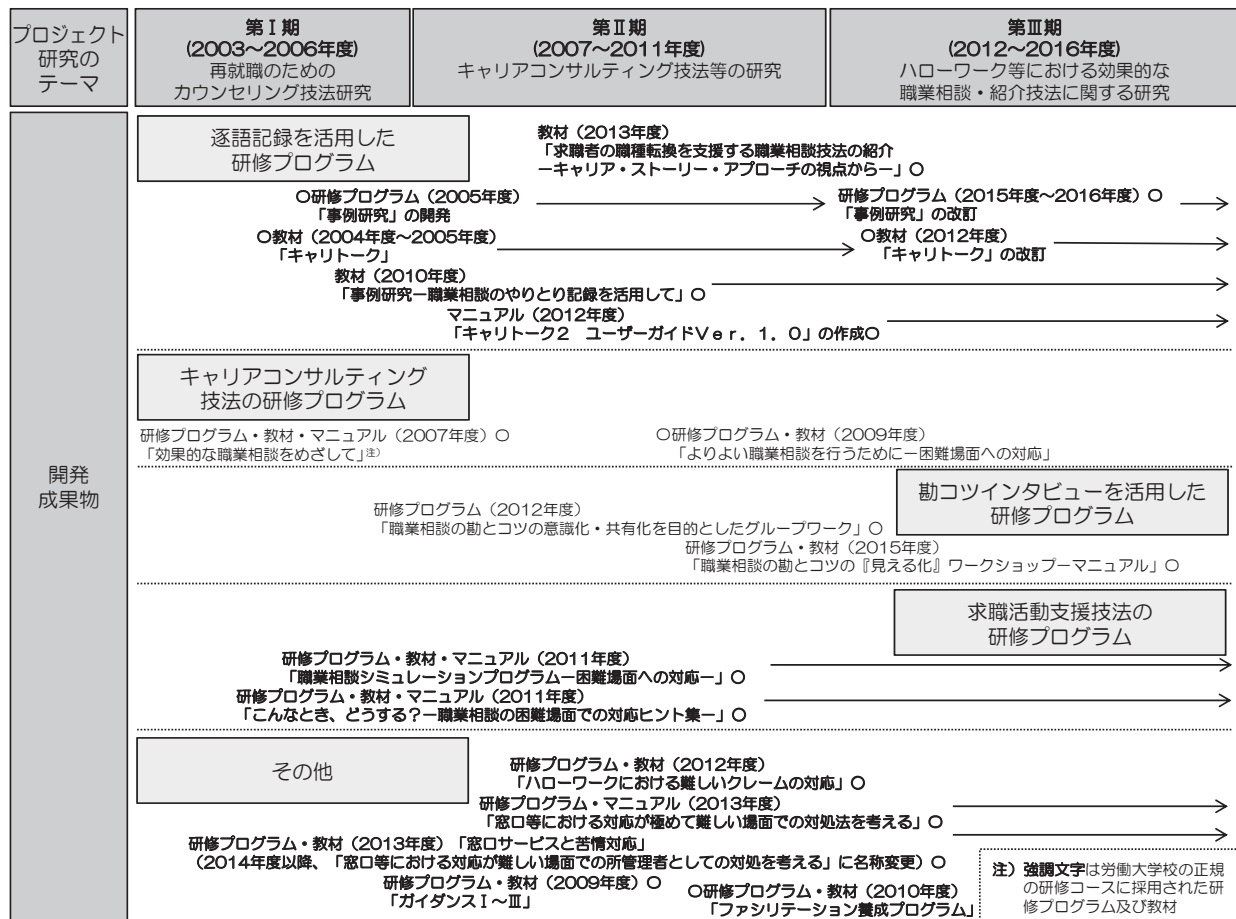 プロジェクト
研究の
テーマ
第Ⅰ期
(2003～2006年度)
再就職のための
カウンセリング技法研究
第Ⅱ期
(2007～2011年度)
キャリアコンサルティング技法等の研究
第Ⅲ期
(2012～2016年度)
ハローワーク等における効果的な
職業相談・紹介技法に関する研究
開発
成果物
逐語記録を活用した
研修プログラム
教材（2013年度）
「求職者の職種転換を支援する職業相談技法の紹介
－キャリア・ストーリー・アプローチの視点から－」〇
〇研修プログラム（2005年度）
「事例研究」の開発
研修プログラム（2015年度～2016年度）〇
「事例研究」の改訂
〇教材（2004年度～2005年度）
「キャリトーク」
〇教材（2012年度）
「キャリトーク」の改訂
教材（2010年度）
「事例研究－職業相談のやりとり記録を活用して」〇
マニュアル（2012年度）
「キャリトーク２　ユーザーガイドＶｅｒ．１．０」の作成〇
キャリアコンサルティング
技法の研修プログラム
研修プログラム・教材・マニュアル（2007年度）〇
「効果的な職業相談をめざして」注）
〇研修プログラム・教材（2009年度）
「よりよい職業相談を行うために－困難場面への対応」
勘コツインタビューを活用した
研修プログラム
研修プログラム（2012年度）
「職業相談の勘とコツの意識化・共有化を目的としたグループワーク」〇
研修プログラム・教材（2015年度）
「職業相談の勘とコツの『見える化』ワークショップ－マニュアル」〇
求職活動支援技法の
研修プログラム
研修プログラム・教材・マニュアル（2011年度）
「職業相談シミュレーションプログラム－困難場面への対応－」〇
研修プログラム・教材・マニュアル（2011年度）
「こんなとき、どうする？－職業相談の困難場面での対応ヒント集－」〇
その他
研修プログラム・教材（2012年度）
「ハローワークにおける難しいクレームの対応」〇
研修プログラム・マニュアル（2013年度）
「窓口等における対応が極めて難しい場面での対処法を考える」〇
研修プログラム・教材（2013年度）「窓口サービスと苦情対応」
（2014年度以降、「窓口等における対応が難しい場面での所管理者としての対処を考える」に名称変更）〇
研修プログラム・教材（2009年度）〇
「ガイダンスⅠ～Ⅲ」
〇研修プログラム・教材（2010年度）
「ファシリテーション養成プログラム」
注）強調文字は労働大学校の正規
の研修コースに採用された研
修プログラム及び教材